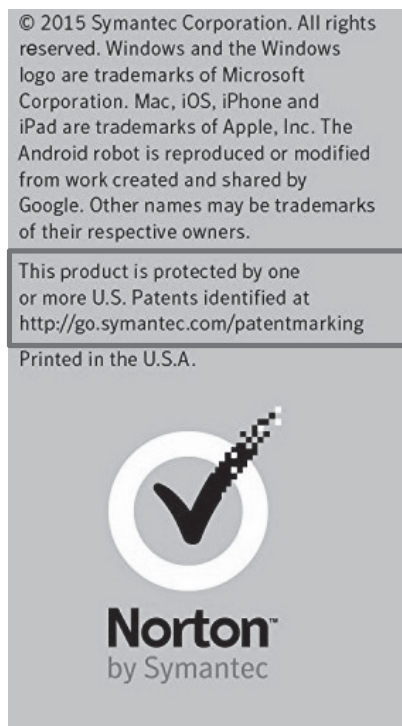 © 2015 Symantec Corporation. All rights
reserved. Windows and the Windows
logo are trademarks of Microsoft
Corporation. Mac, iOS, iPhone and
iPad are trademarks of Apple, Inc. The
Android robot is reproduced or modified
from work created and shared by
Google. Other names may be trademarks
of their respective owners.
This product is protected by one
or more U.S. Patents identified at
http://go.symantec.com/patentmarking
Printed in the U.S.A.
Norton™
by Symantec